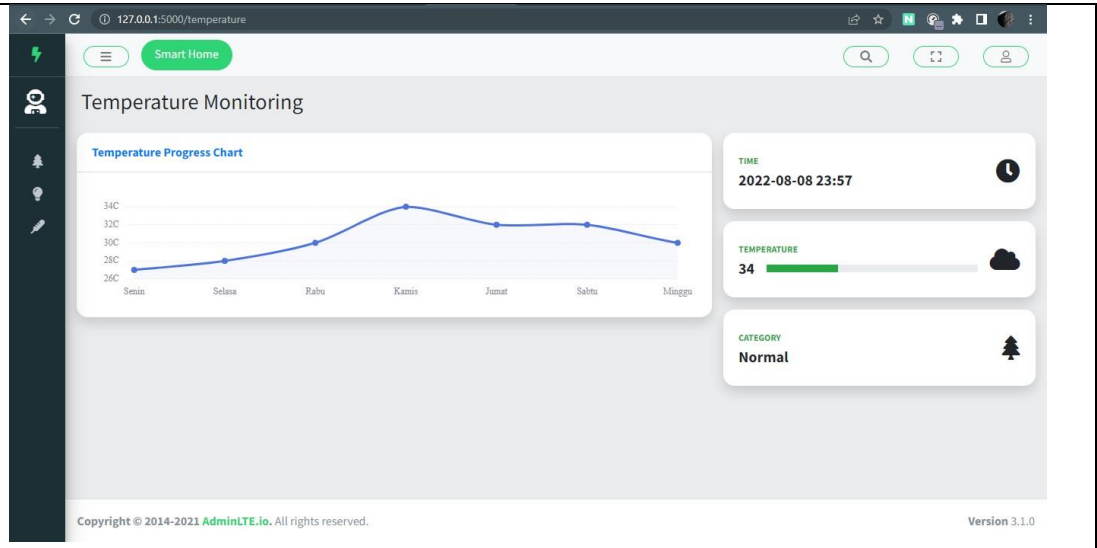 127.0.0.1:5000/temperature
Smart Home
Temperature Monitoring
Temperature Progress Chart
34C
32C
30C
28C
26C
Senin Selasa Rabu Kamis Jumat Sabtu Minggu
TIME
2022-08-08 23:57
TEMPERATURE
34
CATEGORY
Normal
Copyright © 2014-2021 AdminLTE.io. All rights reserved.
Version 3.1.0